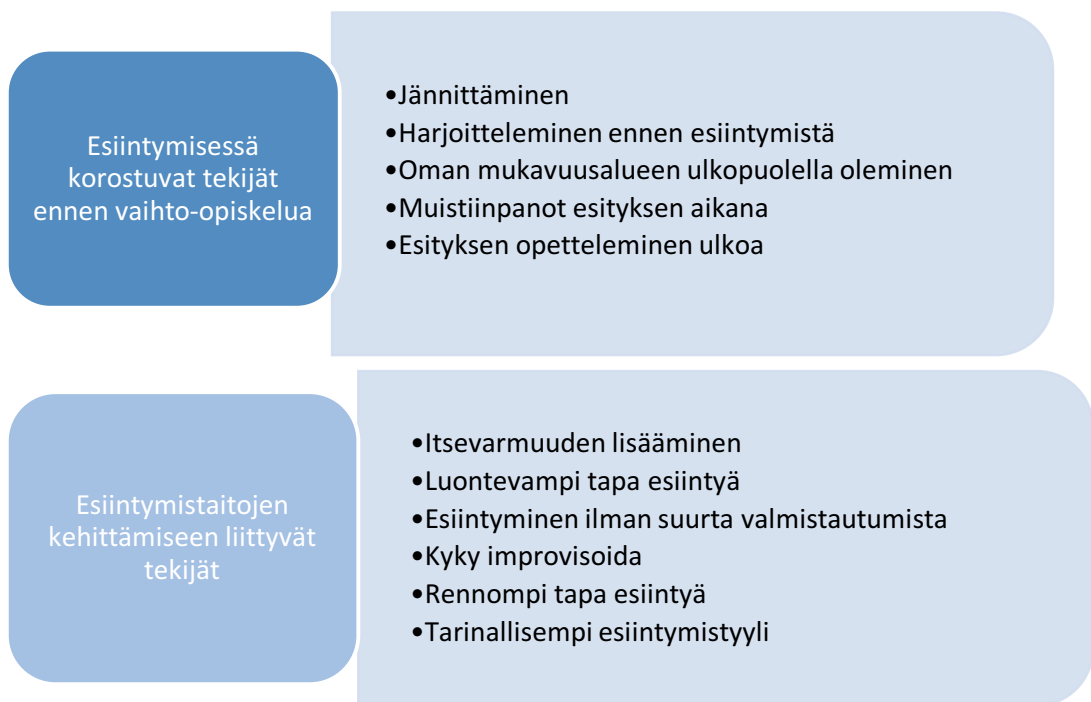 Esiintymisessä
korostuvat tekijät
ennen vaihto-opiskelua
•Jännittäminen
•Harjoitteleminen ennen esiintymistä
•Oman mukavuusalueen ulkopuolella oleminen
•Muistiinpanot esityksen aikana
•Esityksen opetteleminen ulkoa
Esiintymistaitojen
kehittämiseen liittyvät
tekijät
•Itsevarmuuden lisääminen
•Luontevampi tapa esiintyä
•Esiintyminen ilman suurta valmistautumista
•Kyky improvisoida
•Rennompi tapa esiintyä
•Tarinallisempi esiintymistyyli